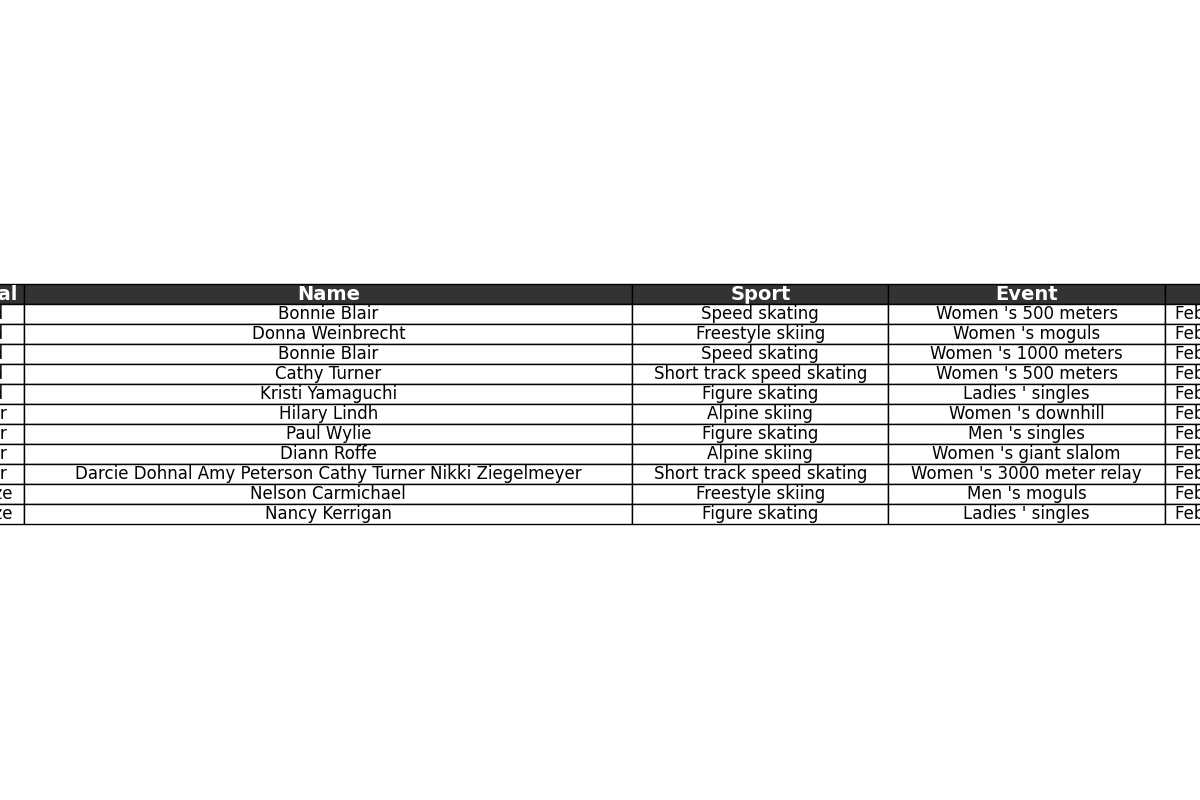 al Name Sport Event
Bonnie Blair Speed skating Women 's 500 meters Feb
Donna Weinbrecht Freestyle skiing Women 's moguls Feb
Bonnie Blair Speed skating Women 's 1000 meters Feb
Cathy Turner Short track speed skating Women 's 500 meters Feb
Kristi Yamaguchi Figure skating Ladies ' singles Feb
r Hilary Lindh Alpine skiing Women 's downhill Feb
r Paul Wylie Figure skating Men 's singles Feb
r Diann Roffe Alpine skiing Women 's giant slalom Feb
r Darcie Dohnal Amy Peterson Cathy Turner Nikki Ziegelmeyer Short track speed skating Women 's 3000 meter relay Feb
ze Nelson Carmichael Freestyle skiing Men 's moguls Feb
ze Nancy Kerrigan Figure skating Ladies ' singles Feb